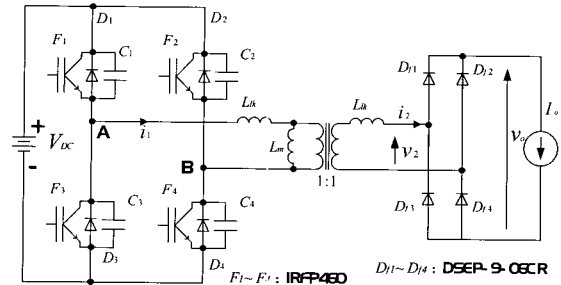 D1
D2
F1
C1
F2
C2
Df1
Df2
Io
+
VDC
-
A
i1
Llk
Lm
1:1
Llk
i2
v2
vo
B
F3
C3
F4
C4
Df3
Df4
D3
D4
F1~F4 : IRFP460
Df1~Df4 : DSEP-9-06CR